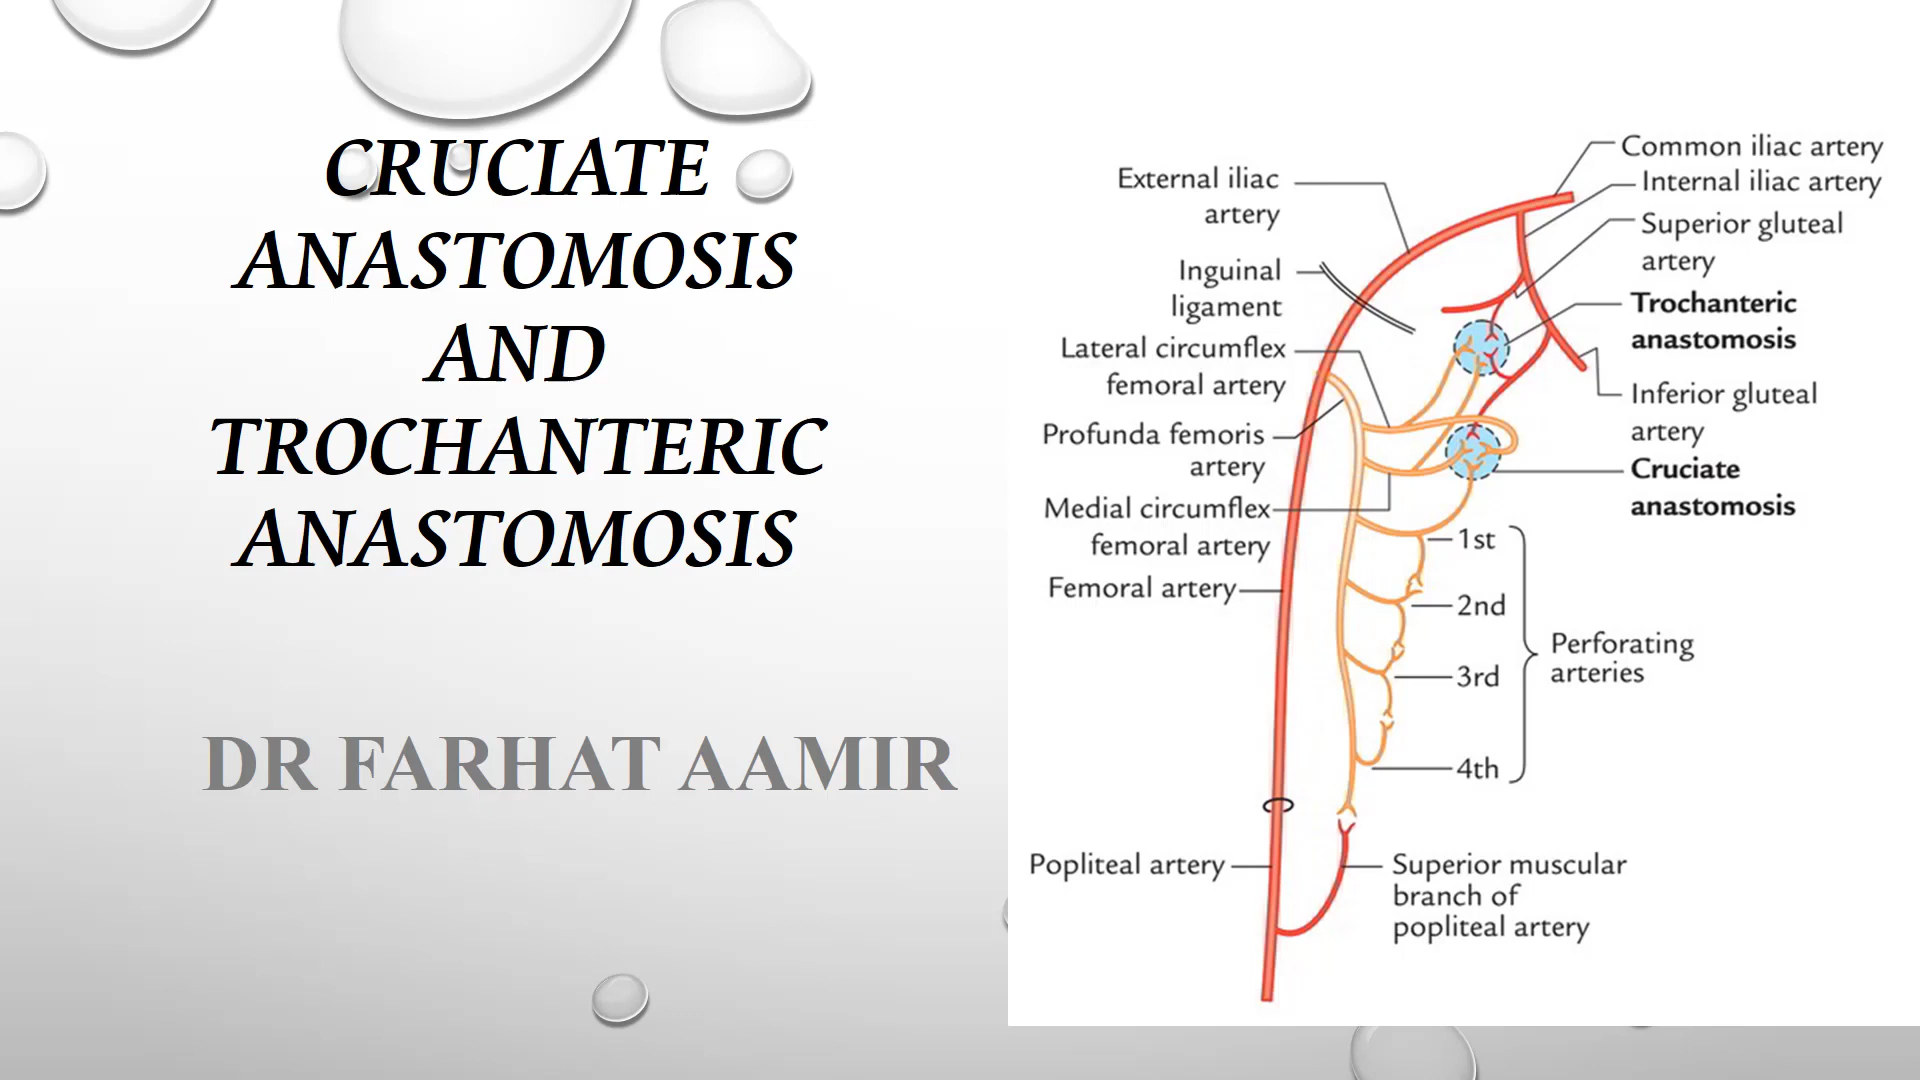 CRUCIATE
ANASTOMOSIS
AND
TROCHANTERIC
ANASTOMOSIS
DR FARHAT AAMIR
External iliac
artery
Inguinal
ligament
Lateral circumflex
femoral artery
Profunda femoris
artery
Medial circumflex
femoral artery
Femoral artery
Popliteal artery
Common iliac artery
Internal iliac artery
Superior gluteal
artery
Trochanteric
anastomosis
Inferior gluteal
artery
Cruciate
anastomosis
1st
2nd
3rd
4th
Perforating
arteries
Superior muscular
branch of
popliteal artery